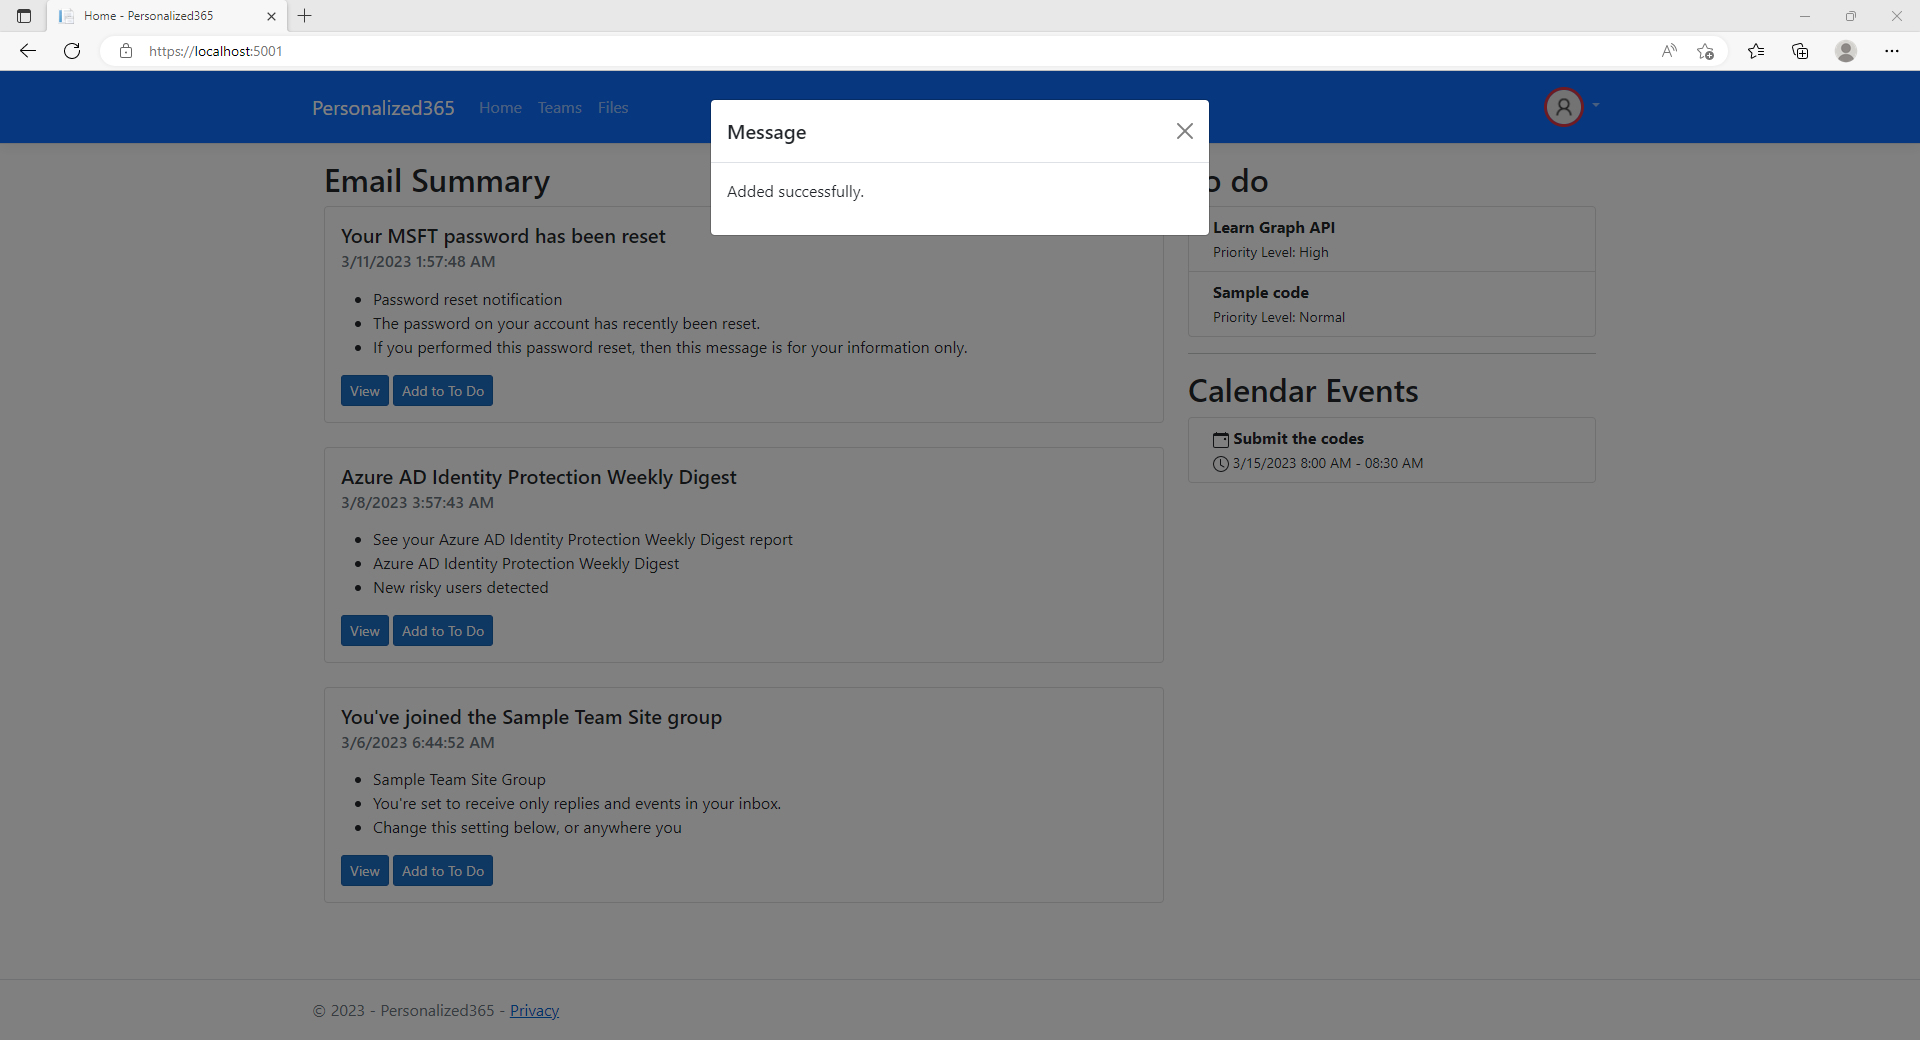 Home - Personalized365
https://localhost:5001
Personalized365 Home Teams Files
Message
Added successfully.
Email Summary
Your MSFT password has been reset
3/11/2023 1:57:48 AM
Password reset notification
The password on your account has recently been reset.
If you performed this password reset, then this message is for your information only.
View Add to To Do
Azure AD Identity Protection Weekly Digest
3/8/2023 3:57:43 AM
See your Azure AD Identity Protection Weekly Digest report
Azure AD Identity Protection Weekly Digest
New risky users detected
View Add to To Do
You've joined the Sample Team Site group
3/6/2023 6:44:52 AM
Sample Team Site Group
You're set to receive only replies and events in your inbox.
Change this setting below, or anywhere you
View Add to To Do
o do
Learn Graph API
Priority Level: High
Sample code
Priority Level: Normal
Calendar Events
Submit the codes
3/15/2023 8:00 AM - 08:30 AM
© 2023 - Personalized365 - Privacy